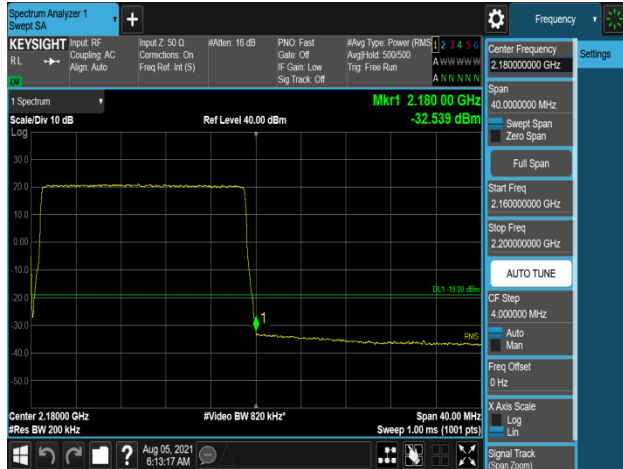 Spectrum Analyzer 1
Swept SA
Frequency
KEYSIGHT
Input: RF
Input Z: 50 Ω
#Atten: 16 dB
PNO: Fast
#Avg Type: Power (RMS
1 2 3 4 5 6
RL
Coupling: AC
Corrections: On
Gate: Off
Avg|Hold: 500/500
A WW WW W
Align: Auto
Freq Ref: Int (S)
IF Gain: Low
Trig: Free Run
Sig Track: Off
A N N N N N
1 Spectrum
Mkr1 2.180 00 GHz
Scale/Div 10 dB
Ref Level 40.00 dBm
-32.539 dBm
Log
30.0
20.0
10.0
0.00
-10.0
DL1 -19.00 dBm
-20.0
1
-30.0
RMS
-40.0
-50.0
Center 2.18000 GHz
#Video BW 820 kHz*
Span 40.00 MHz
#Res BW 200 kHz
Sweep 1.00 ms (1001 pts)
Aug 05, 2021
6:13:17 AM
Center Frequency
2.180000000 GHz
Settings
Span
40.0000000 MHz
Swept Span
Zero Span
Full Span
Start Freq
2.160000000 GHz
Stop Freq
2.200000000 GHz
AUTO TUNE
CF Step
4.000000 MHz
Auto
Man
Freq Offset
0 Hz
X Axis Scale
Log
Lin
Signal Track
(Span Zoom)